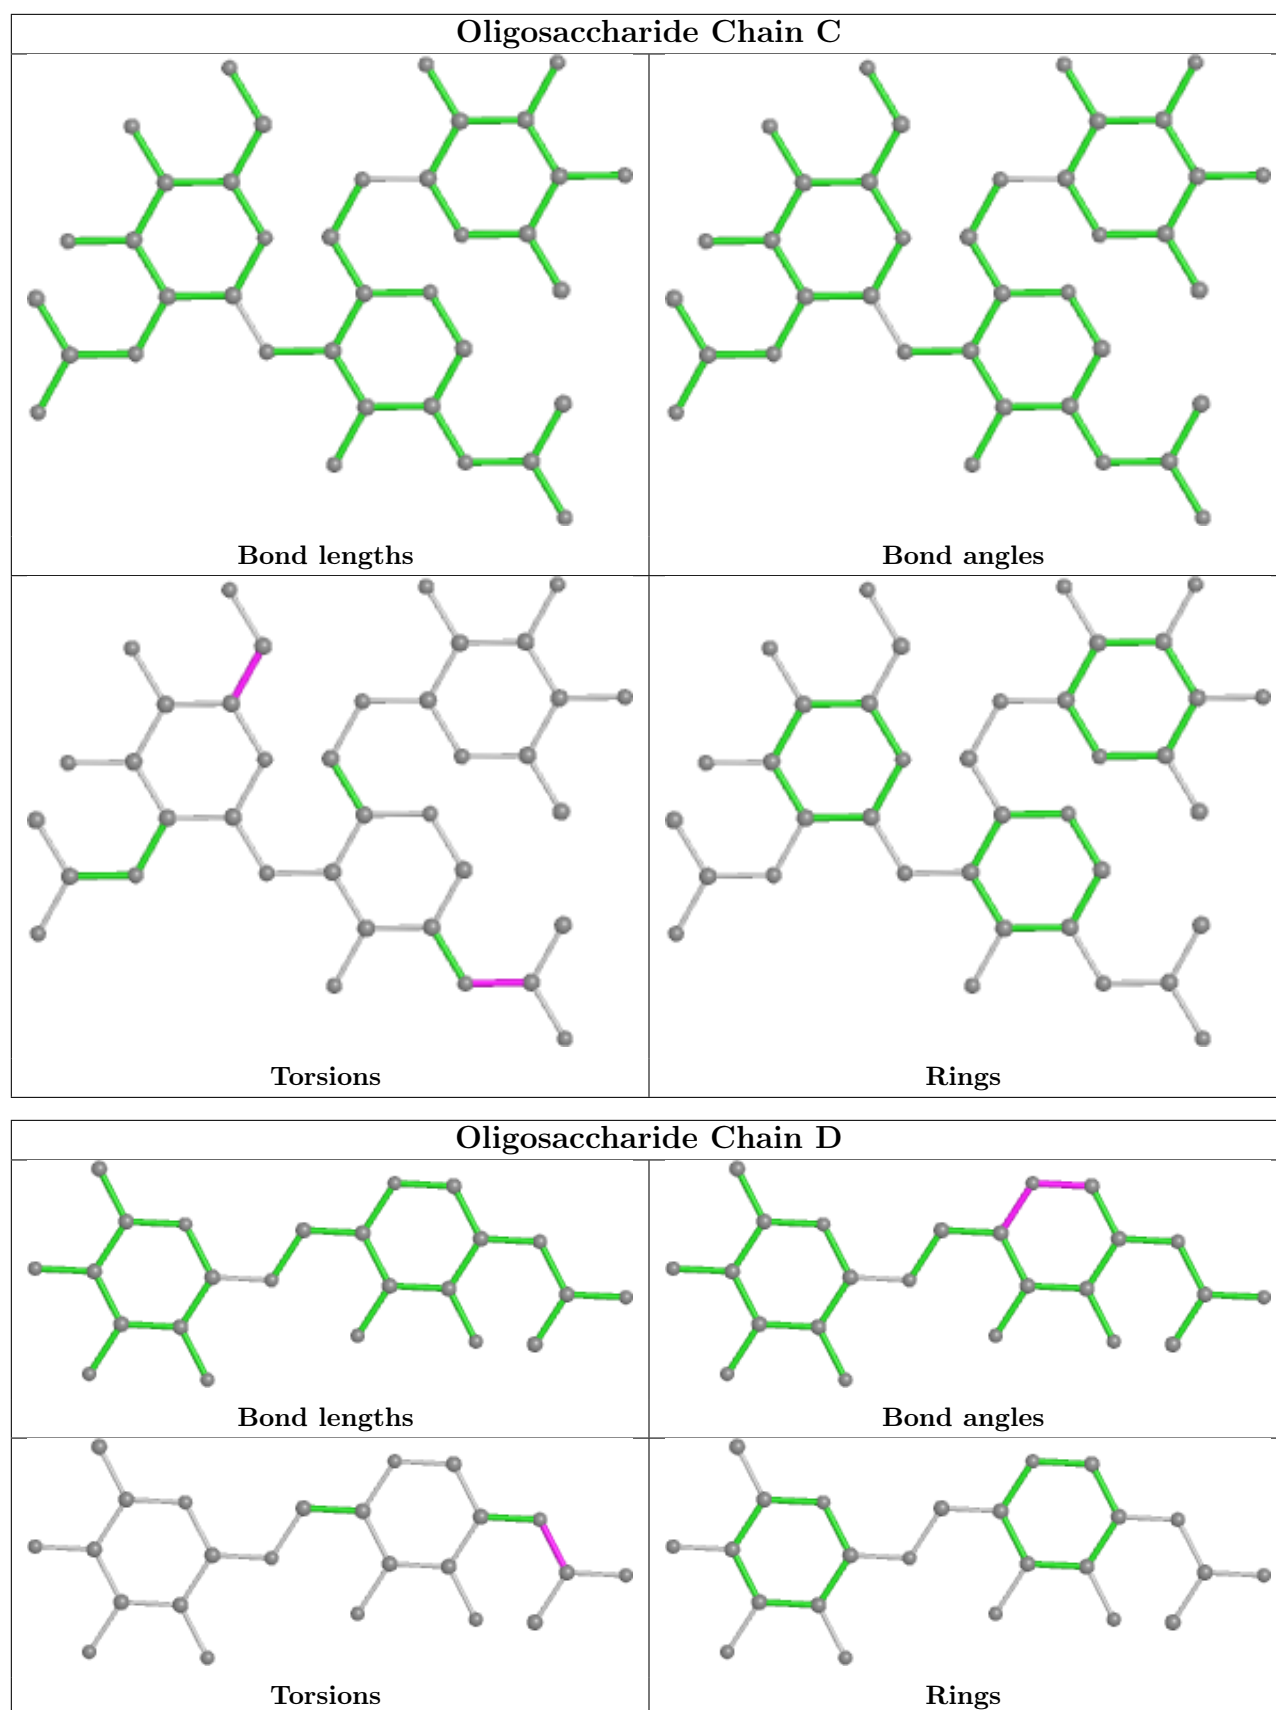 Oligosaccharide Chain C
Bond lengths
Bond angles
Torsions
Rings
Oligosaccharide Chain D
Bond lengths
Bond angles
Torsions
Rings